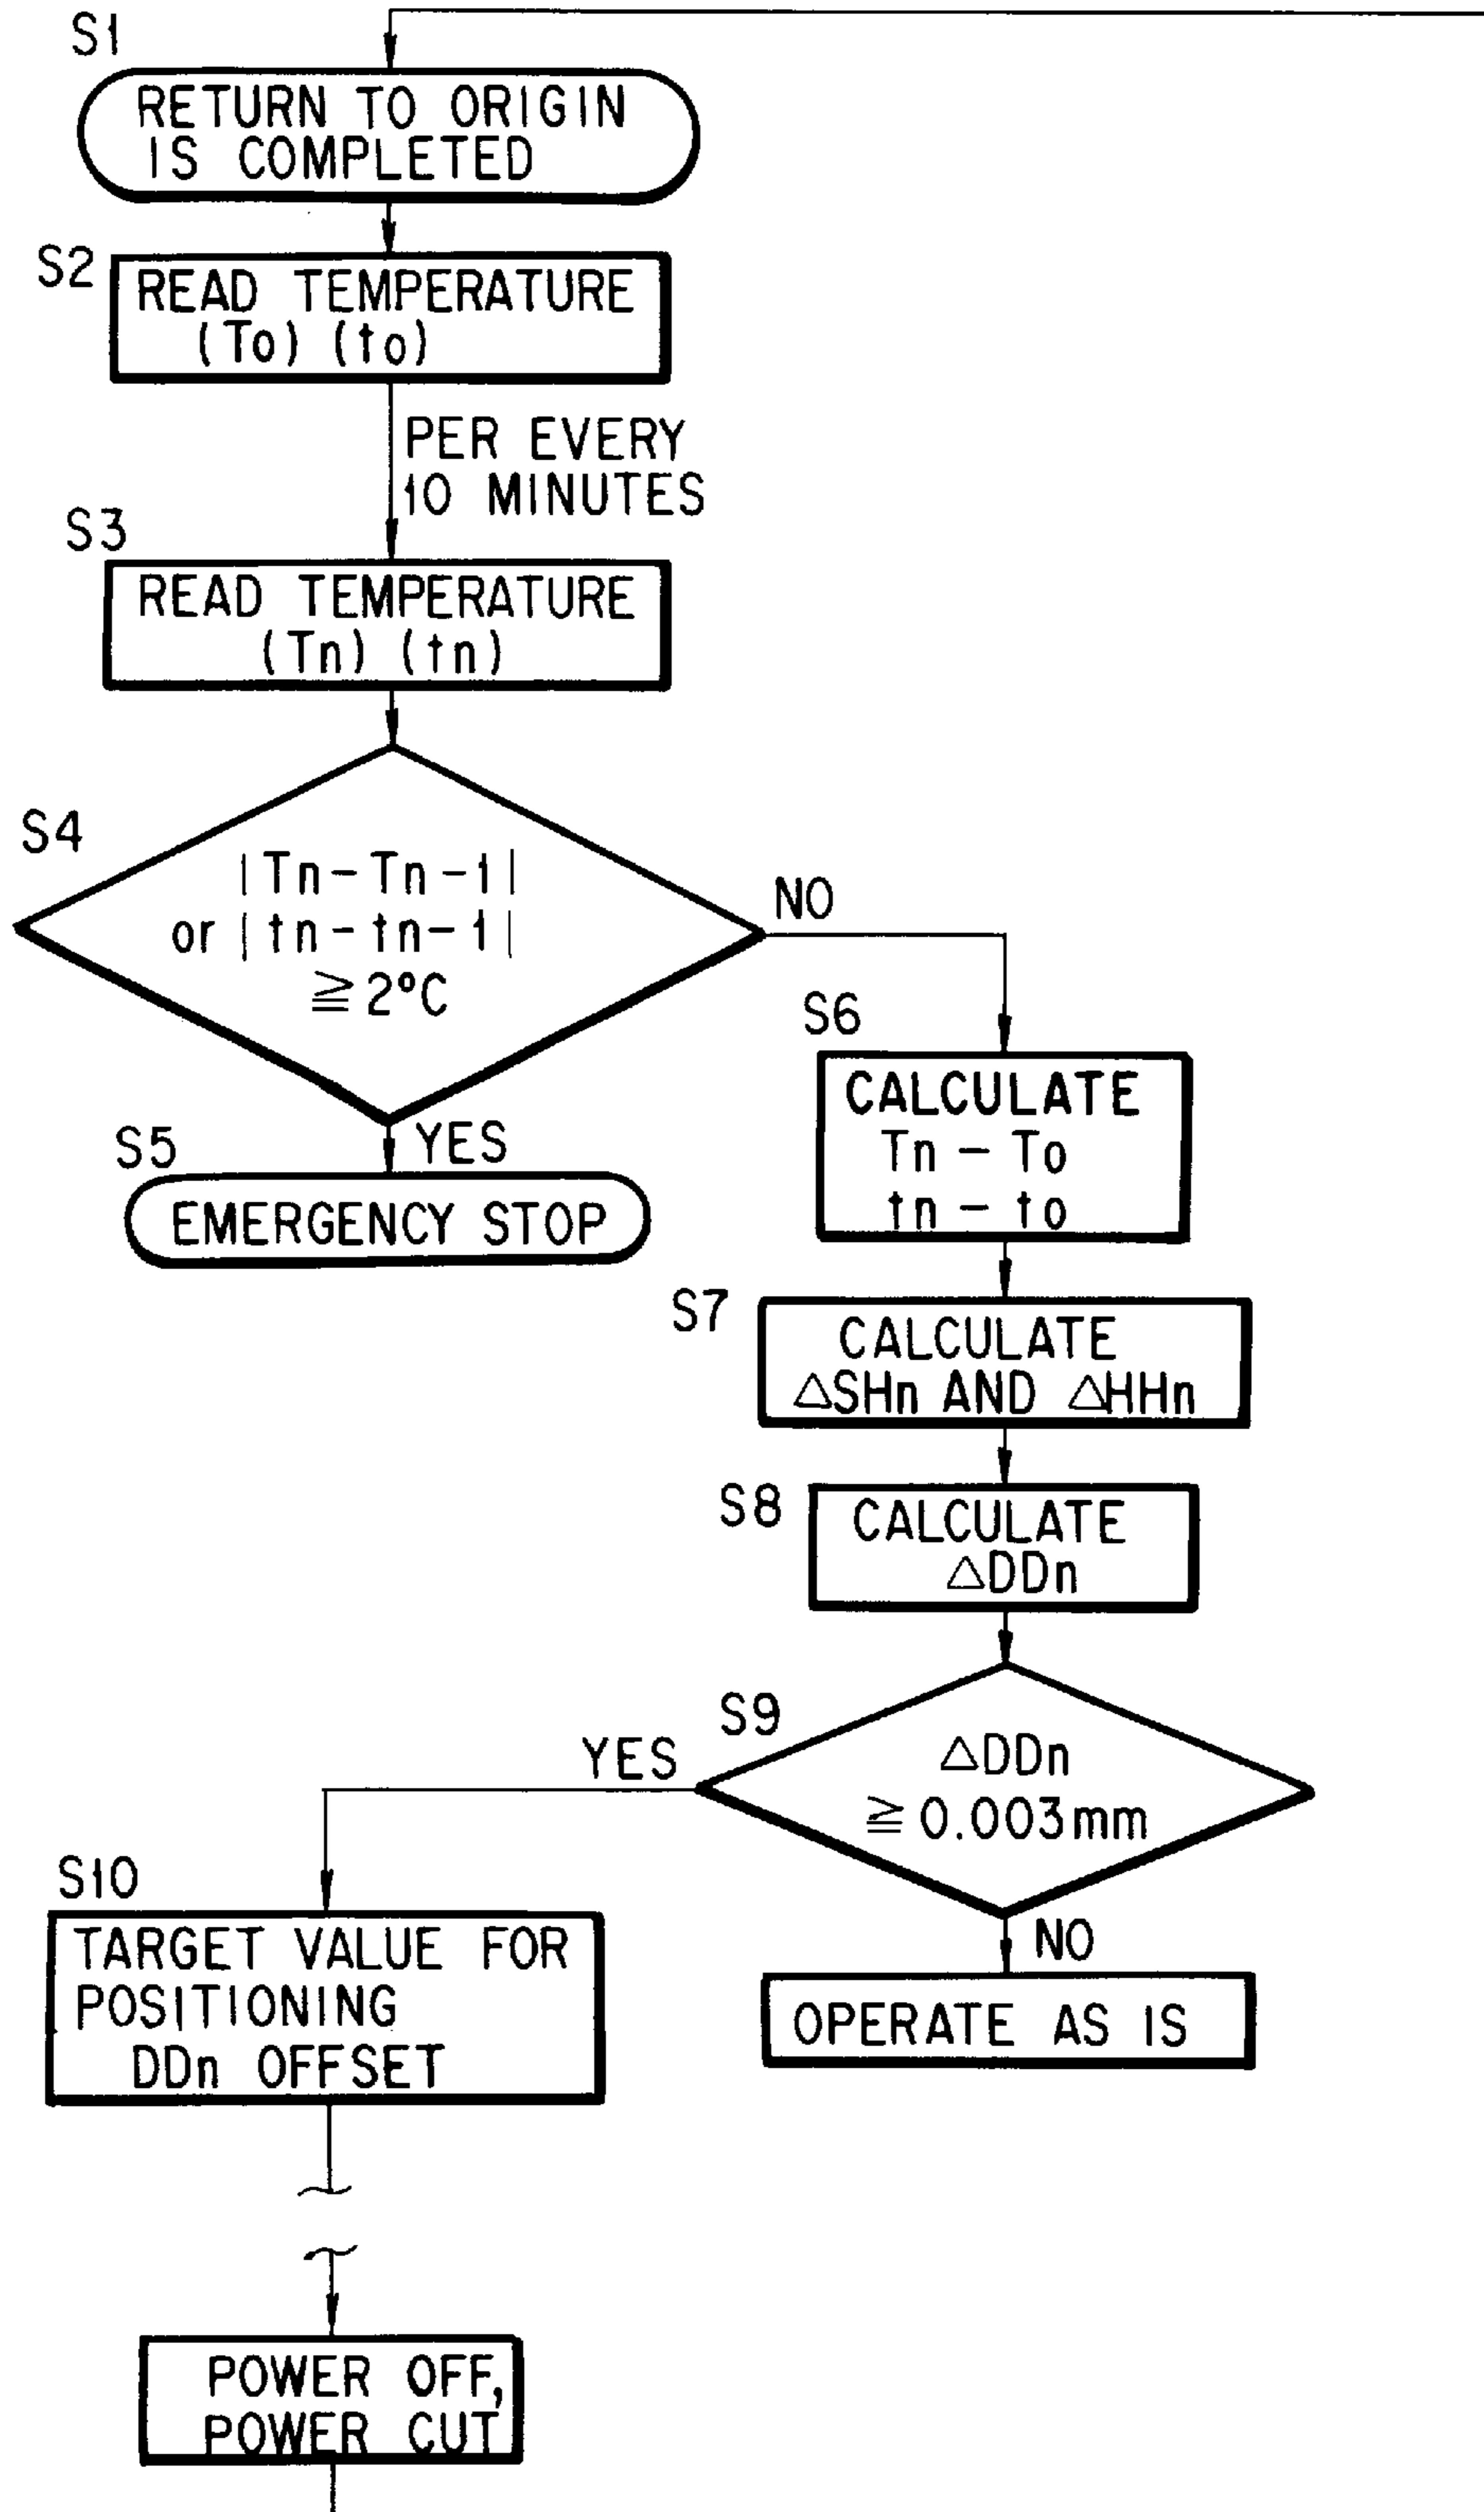 S1
RETURN TO ORIGIN
IS COMPLETED
S2
READ TEMPERATURE
(To) (to)
PER EVERY
10 MINUTES
S3
READ TEMPERATURE
(Tn) (tn)
S4
|Tn-Tn-1|
or |tn-tn-1|
≧2°C
NO
YES
S5
EMERGENCY STOP
S6
CALCULATE
Tn - To
tn - to
S7
CALCULATE
△SHn AND △HHn
S8
CALCULATE
△DDn
S9
△DDn
≧0.003mm
YES
NO
S10
TARGET VALUE FOR
POSITIONING
DDn OFFSET
OPERATE AS IS
POWER OFF,
POWER CUT